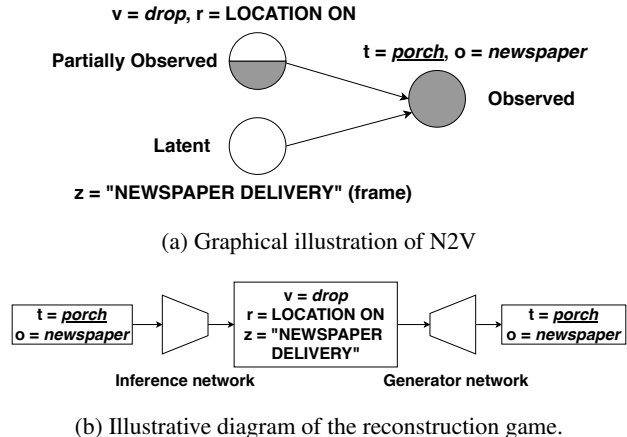 v = drop, r = LOCATION ON
Partially Observed
t = porch, o = newspaper
Observed
Latent
z = "NEWSPAPER DELIVERY" (frame)
(a) Graphical illustration of N2V
t = porch
o = newspaper
v = drop
r = LOCATION ON
z = "NEWSPAPER
DELIVERY"
t = porch
o = newspaper
Inference network
Generator network
(b) Illustrative diagram of the reconstruction game.